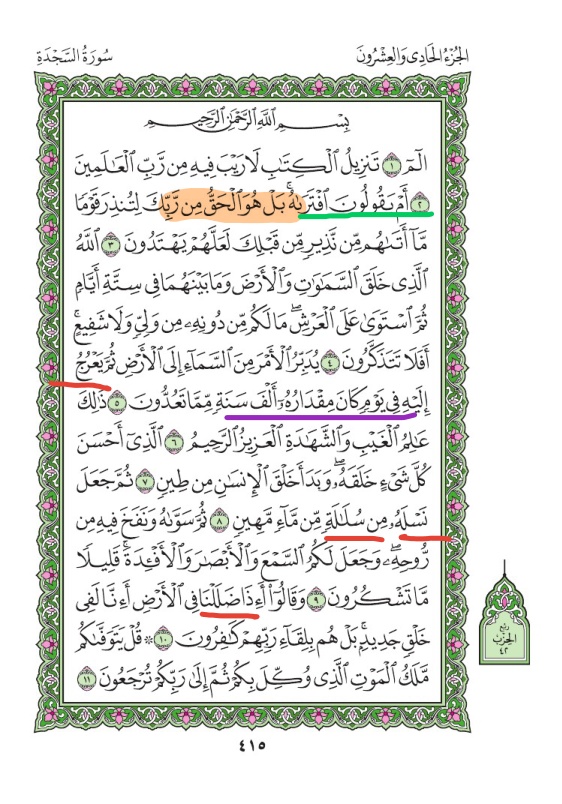 الجُزْءُ الحَادِى وَالعِشْرُونَ
سُورَةُ السَّجْدَةِ
بِسْمِ ٱللَّهِ ٱلرَّحْمَٰنِ ٱلرَّحِيمِ
الٓمٓ ١ تَنزِيلُ ٱلْكِتَٰبِ لَا رَيْبَ فِيهِ مِن رَّبِّ ٱلْعَٰلَمِينَ
٢ أَمْ يَقُولُونَ ٱفْتَرَىٰهُ ۚ بَلْ هُوَ ٱلْحَقُّ مِن رَّبِّكَ لِتُنذِرَ قَوْمًا
مَّآ أَتَىٰهُم مِّن نَّذِيرٍ مِّن قَبْلِكَ لَعَلَّهُمْ يَهْتَدُونَ ٣ ٱللَّهُ
ٱلَّذِى خَلَقَ ٱلسَّمَٰوَٰتِ وَٱلْأَرْضَ وَمَا بَيْنَهُمَا فِى سِتَّةِ أَيَّامٍ
ثُمَّ ٱسْتَوَىٰ عَلَى ٱلْعَرْشِ ۖ مَا لَكُم مِّن دُونِهِۦ مِن وَلِىٍّ وَلَا شَفِيعٍ ۚ
أَفَلَا تَتَذَكَّرُونَ ٤ يُدَبِّرُ ٱلْأَمْرَ مِنَ ٱلسَّمَآءِ إِلَى ٱلْأَرْضِ ثُمَّ يَعْرُجُ
إِلَيْهِ فِى يَوْمٍ كَانَ مِقْدَارُهُۥٓ أَلْفَ سَنَةٍ مِّمَّا تَعُدُّونَ ٥ ذَٰلِكَ
عَٰلِمُ ٱلْغَيْبِ وَٱلشَّهَٰدَةِ ٱلْعَزِيزُ ٱلرَّحِيمُ ٦ ٱلَّذِىٓ أَحْسَنَ
كُلَّ شَىْءٍ خَلَقَهُۥ ۖ وَبَدَأَ خَلْقَ ٱلْإِنسَٰنِ مِن طِينٍ ٧ ثُمَّ جَعَلَ
نَسْلَهُۥ مِن سُلَٰلَةٍ مِّن مَّآءٍ مَّهِينٍ ٨ ثُمَّ سَوَّىٰهُ وَنَفَخَ فِيهِ مِن
رُّوحِهِۦ ۖ وَجَعَلَ لَكُمُ ٱلسَّمْعَ وَٱلْأَبْصَٰرَ وَٱلْأَفْـِٔدَةَ ۚ قَلِيلًا
مَّا تَشْكُرُونَ ٩ وَقَالُوٓا۟ أَءِذَا ضَلَلْنَا فِى ٱلْأَرْضِ أَءِنَّا لَفِى
خَلْقٍ جَدِيدٍۭ ۚ بَلْ هُم بِلِقَآءِ رَبِّهِمْ كَٰفِرُونَ ١٠ ۞ قُلْ يَتَوَفَّىٰكُم
مَّلَكُ ٱلْمَوْتِ ٱلَّذِى وُكِّلَ بِكُمْ ثُمَّ إِلَىٰ رَبِّكُمْ تُرْجَعُونَ ١١
ربع
الحزب
٤٢
٤١٥